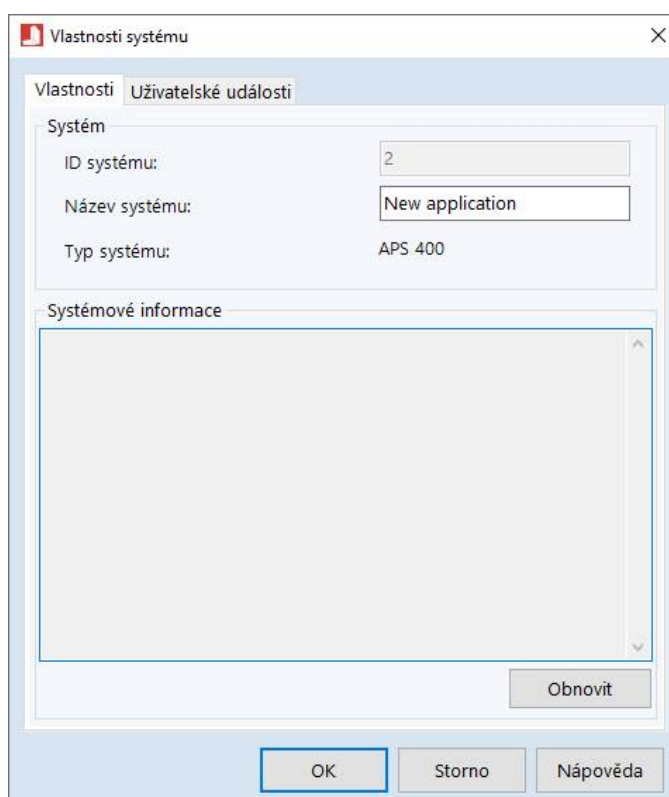 Vlastnosti systému
Vlastnosti Uživatelské události
Systém
ID systému: 2
Název systému: New application
Typ systému: APS 400
Systémové informace
Obnovit
OK Storno Nápověda